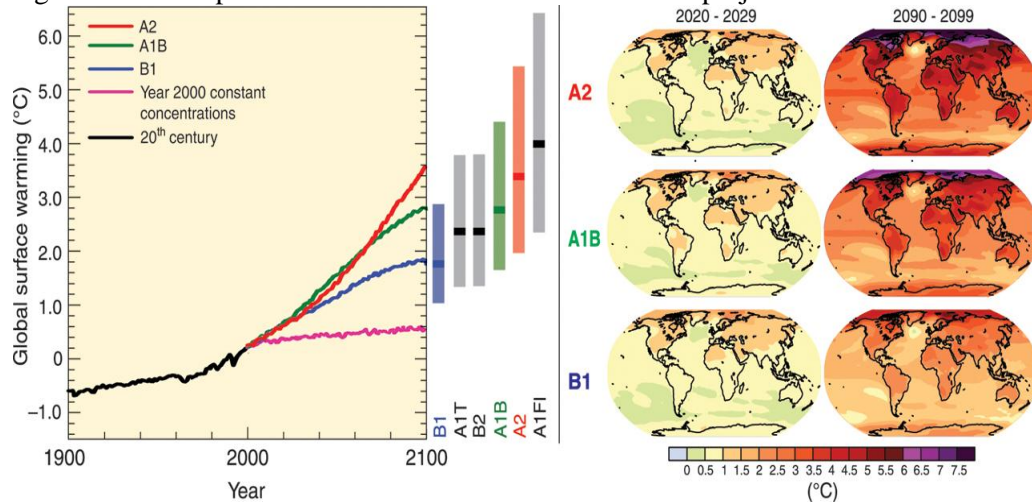 A2
A1B
B1
Year 2000 constant
concentrations
20th century
Global surface warming (°C)
6.0
5.0
4.0
3.0
2.0
1.0
0
–1.0
1900
2000
2100
Year
B1
A1T
B2
A1B
A2
A1FI
2020 - 2029
2090 - 2099
A2
A1B
B1
0 0.5 1 1.5 2 2.5 3 3.5 4 4.5 5 5.5 6 6.5 7 7.5
(°C)